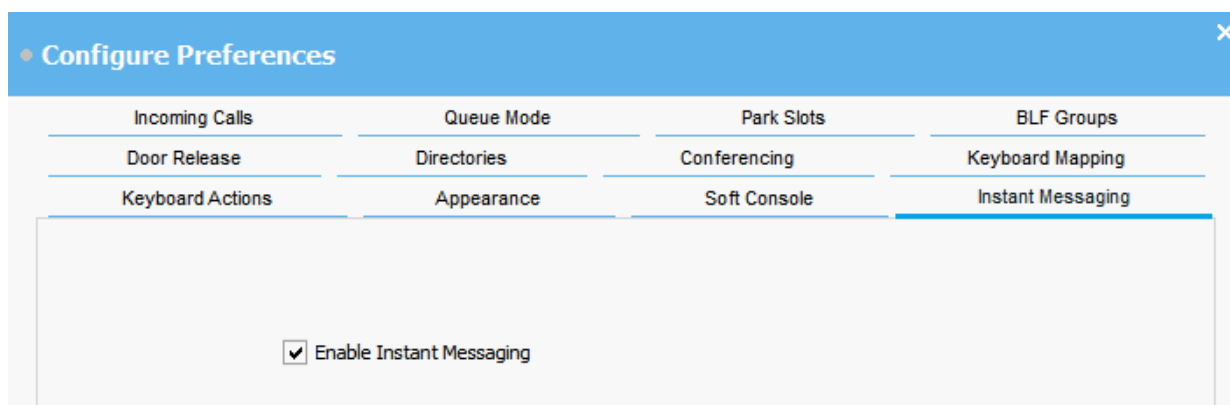 Configure Preferences
Incoming Calls Queue Mode Park Slots BLF Groups
Door Release Directories Conferencing Keyboard Mapping
Keyboard Actions Appearance Soft Console Instant Messaging
Enable Instant Messaging